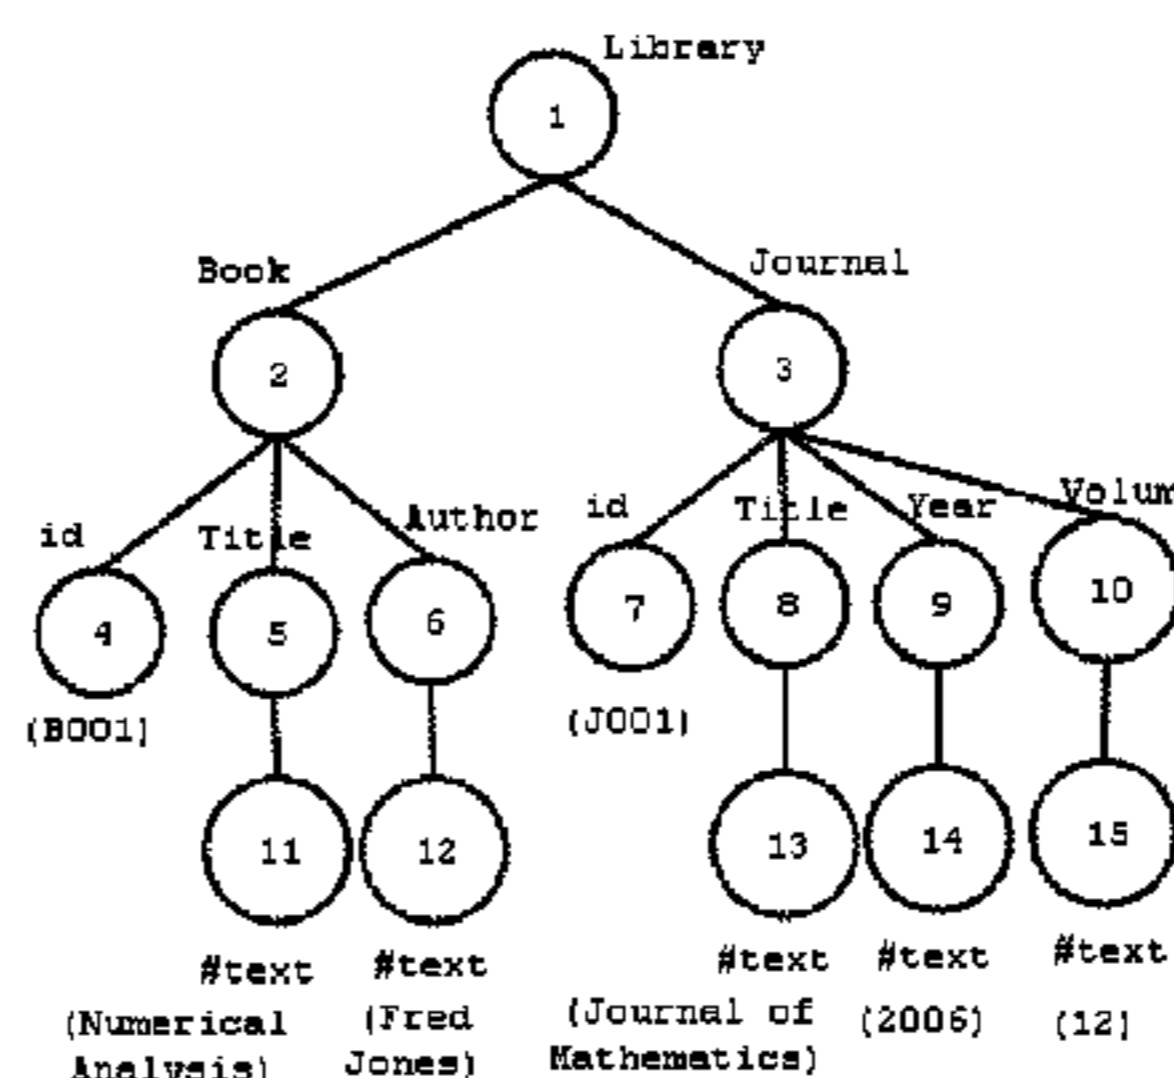 Library
1
Book
Journal
2
3
id
Title
Author
id
Title
Year
Volum
4
5
6
7
8
9
10
(B001)
(J001)
11
12
13
14
15
#text
#text
#text
#text
#text
(Numerical
Analysis)
(Fred
Jones)
(Journal of
Mathematics)
(2006)
(12)